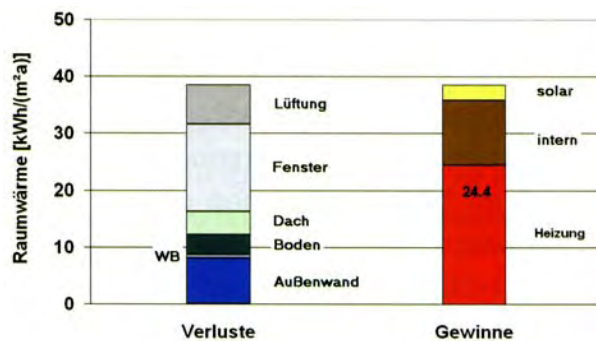 Raumwärme [kWh/(m²a)]
50
40
30
20
10
0
Lüftung
Fenster
Dach
Boden
WB
Außenwand
solar
intern
24.4
Heizung
Verluste
Gewinne